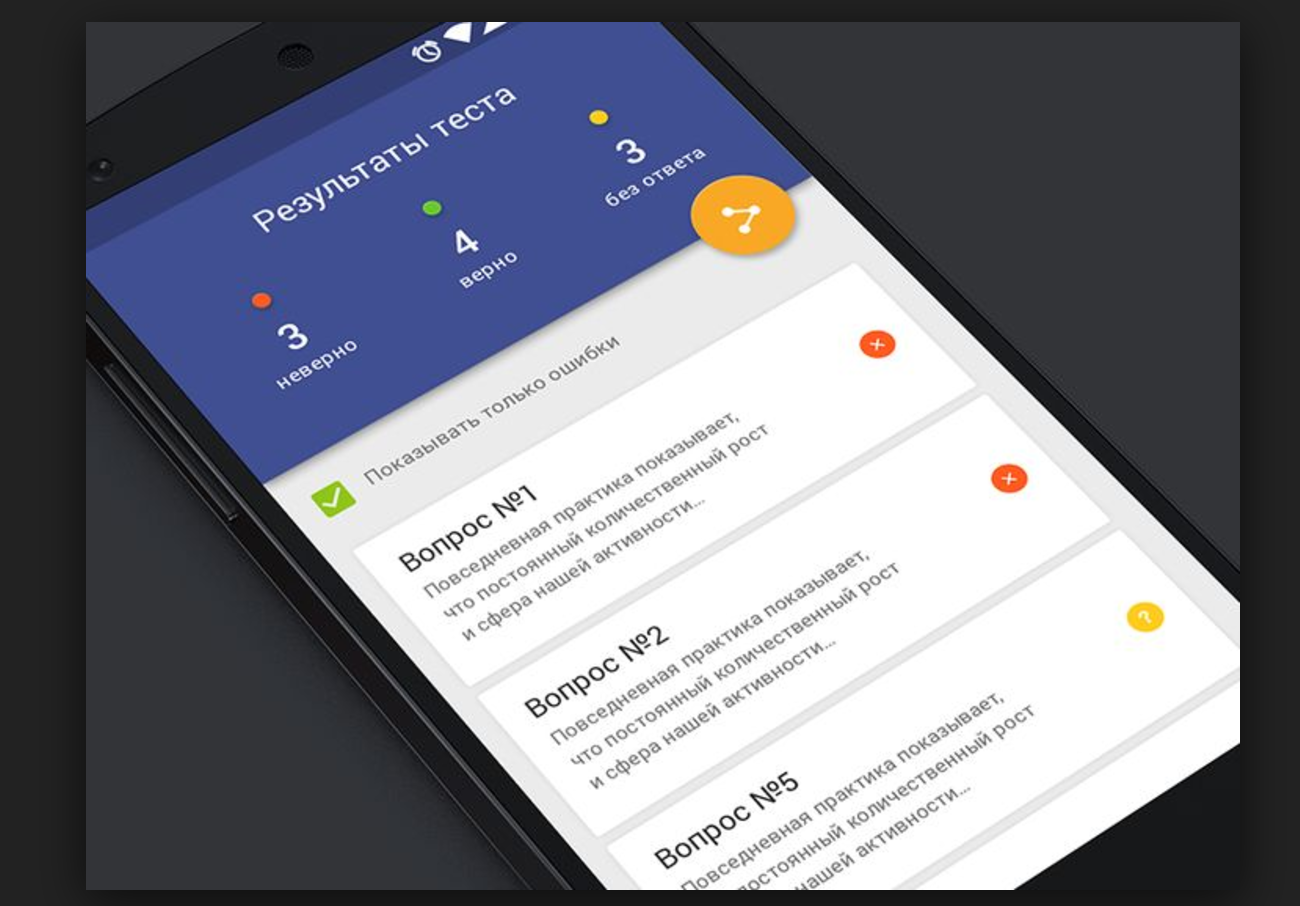 Результаты теста
3
неверно
4
верно
3
без ответа
Показывать только ошибки
Вопрос №1
Повседневная практика показывает,
что постоянный количественный рост
и сфера нашей активности...
Вопрос №2
Повседневная практика показывает,
что постоянный количественный рост
и сфера нашей активности...
Вопрос №5
Повседневная практика показывает,
постоянный количественный рост
нашей активности...